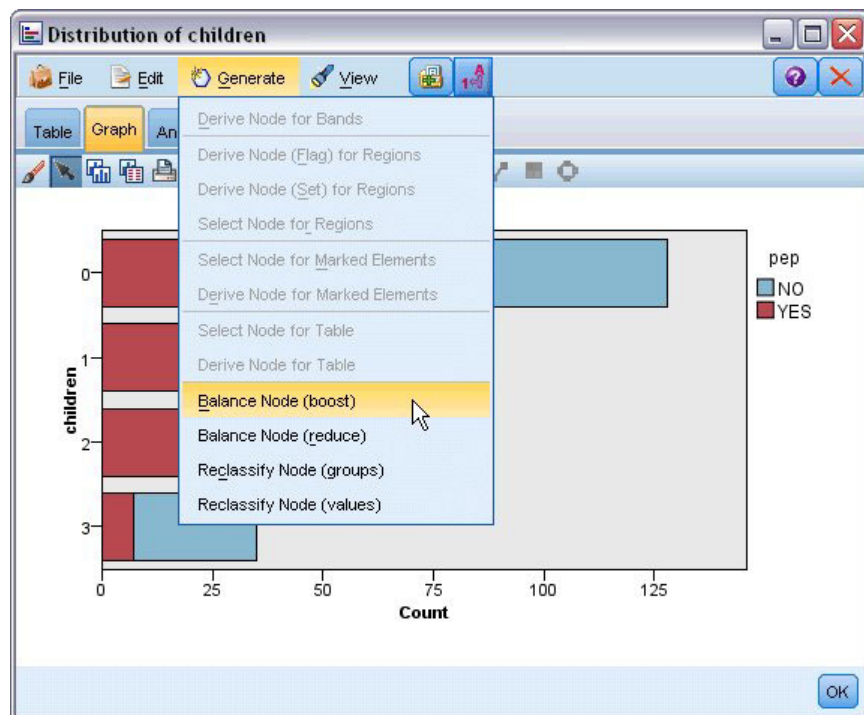 Distribution of children
File Edit Generate View
Table Graph An
Derive Node for Bands
Derive Node (Flag) for Regions
Derive Node (Set) for Regions
Select Node for Regions
Select Node for Marked Elements
Derive Node for Marked Elements
Select Node for Table
Derive Node for Table
Balance Node (boost)
Balance Node (reduce)
Reclassify Node (groups)
Reclassify Node (values)
children
0
1
2
3
0 25 50 75 100 125
Count
pep
NO
YES
OK